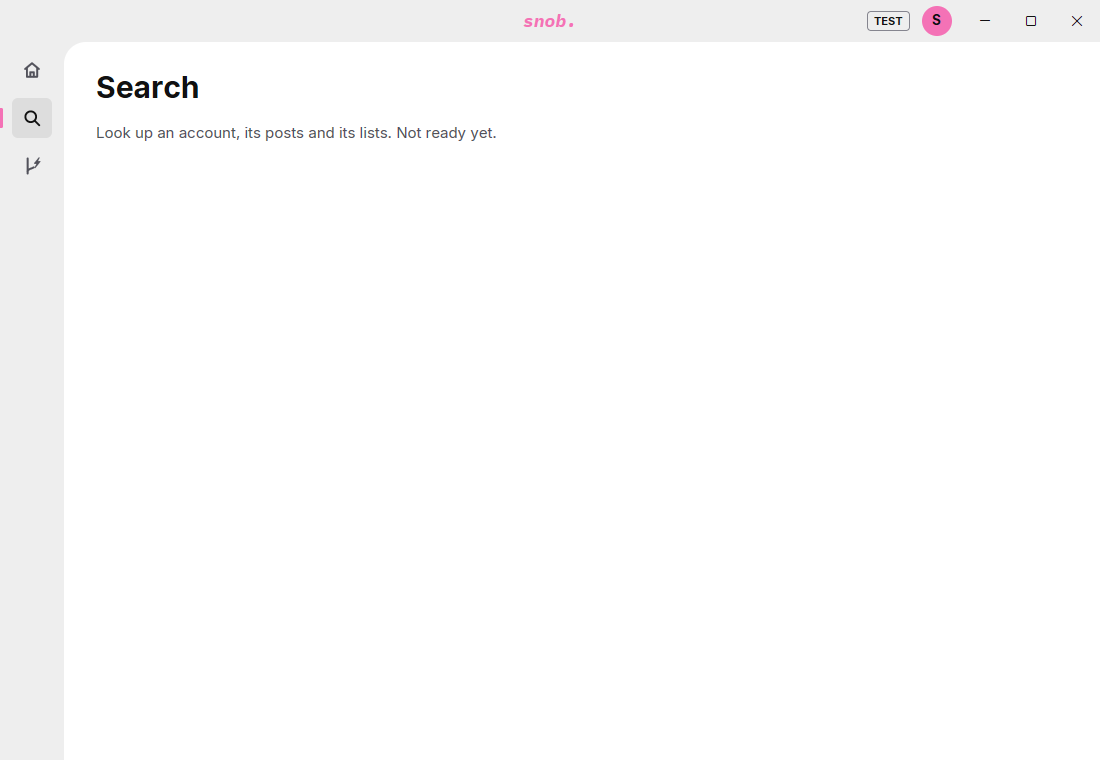 snob.
TEST
S
Search
Look up an account, its posts and its lists. Not ready yet.